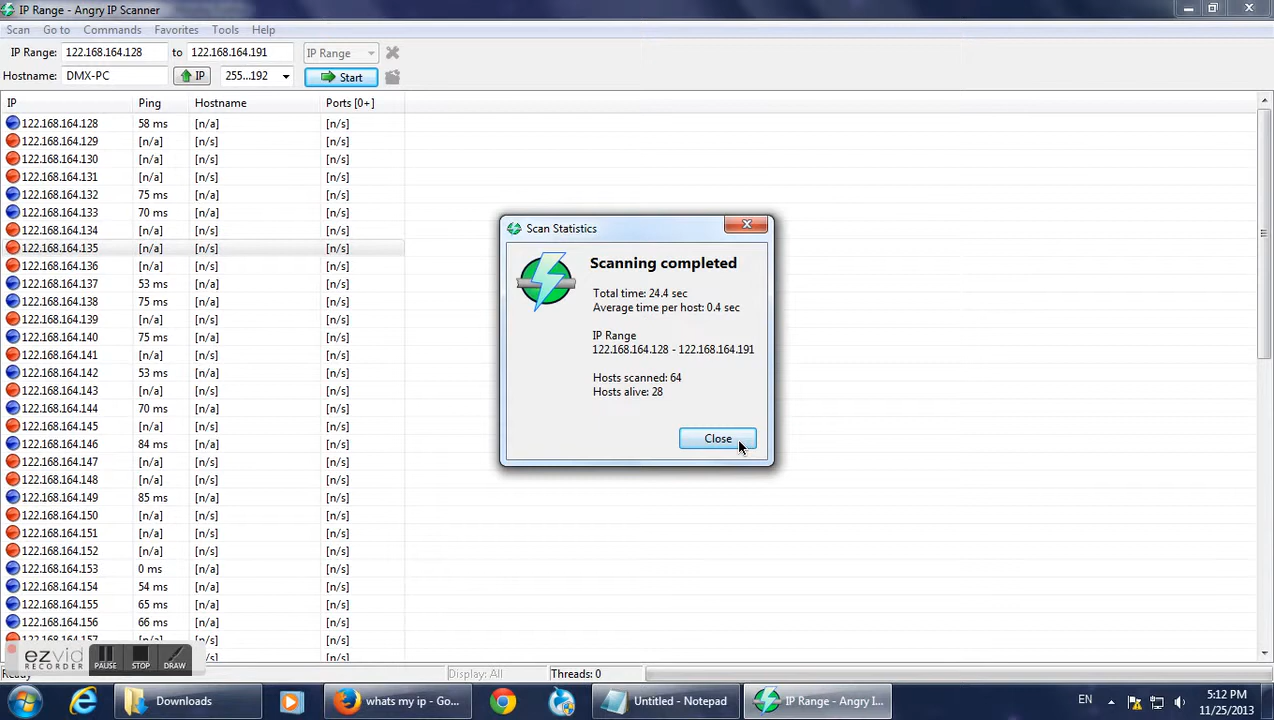 IP Range - Angry IP Scanner
Scan Go to Commands Favorites Tools Help
IP Range: 122.168.164.128 to 122.168.164.191 IP Range
Hostname: DMX-PC IP 255...192 Start
IP Ping Hostname Ports [0+]
122.168.164.128 58 ms [n/a] [n/s]
122.168.164.129 [n/a] [n/s] [n/s]
122.168.164.130 [n/a] [n/s] [n/s]
122.168.164.131 [n/a] [n/s] [n/s]
122.168.164.132 75 ms [n/a] [n/s]
122.168.164.133 70 ms [n/a] [n/s]
122.168.164.134 [n/a] [n/s] [n/s]
122.168.164.135 [n/a] [n/s] [n/s]
122.168.164.136 [n/a] [n/s] [n/s]
122.168.164.137 53 ms [n/a] [n/s]
122.168.164.138 75 ms [n/a] [n/s]
122.168.164.139 [n/a] [n/s] [n/s]
122.168.164.140 75 ms [n/a] [n/s]
122.168.164.141 [n/a] [n/s] [n/s]
122.168.164.142 53 ms [n/a] [n/s]
122.168.164.143 [n/a] [n/s] [n/s]
122.168.164.144 70 ms [n/a] [n/s]
122.168.164.145 [n/a] [n/s] [n/s]
122.168.164.146 84 ms [n/a] [n/s]
122.168.164.147 [n/a] [n/s] [n/s]
122.168.164.148 [n/a] [n/s] [n/s]
122.168.164.149 85 ms [n/a] [n/s]
122.168.164.150 [n/a] [n/s] [n/s]
122.168.164.151 [n/a] [n/s] [n/s]
122.168.164.152 [n/a] [n/s] [n/s]
122.168.164.153 0 ms [n/a] [n/s]
122.168.164.154 54 ms [n/a] [n/s]
122.168.164.155 65 ms [n/a] [n/s]
122.168.164.156 66 ms [n/a] [n/s]
122.168.164.157 [n/a] [n/s] [n/s]
Scan Statistics
Scanning completed
Total time: 24.4 sec
Average time per host: 0.4 sec
IP Range
122.168.164.128 - 122.168.164.191
Hosts scanned: 64
Hosts alive: 28
Close
ezvid
RECORDER PAUSE STOP DRAW
Ready Display: All Threads: 0
Downloads whats my ip - Go... Untitled - Notepad IP Range - Angry I... EN 5:12 PM
11/25/2013